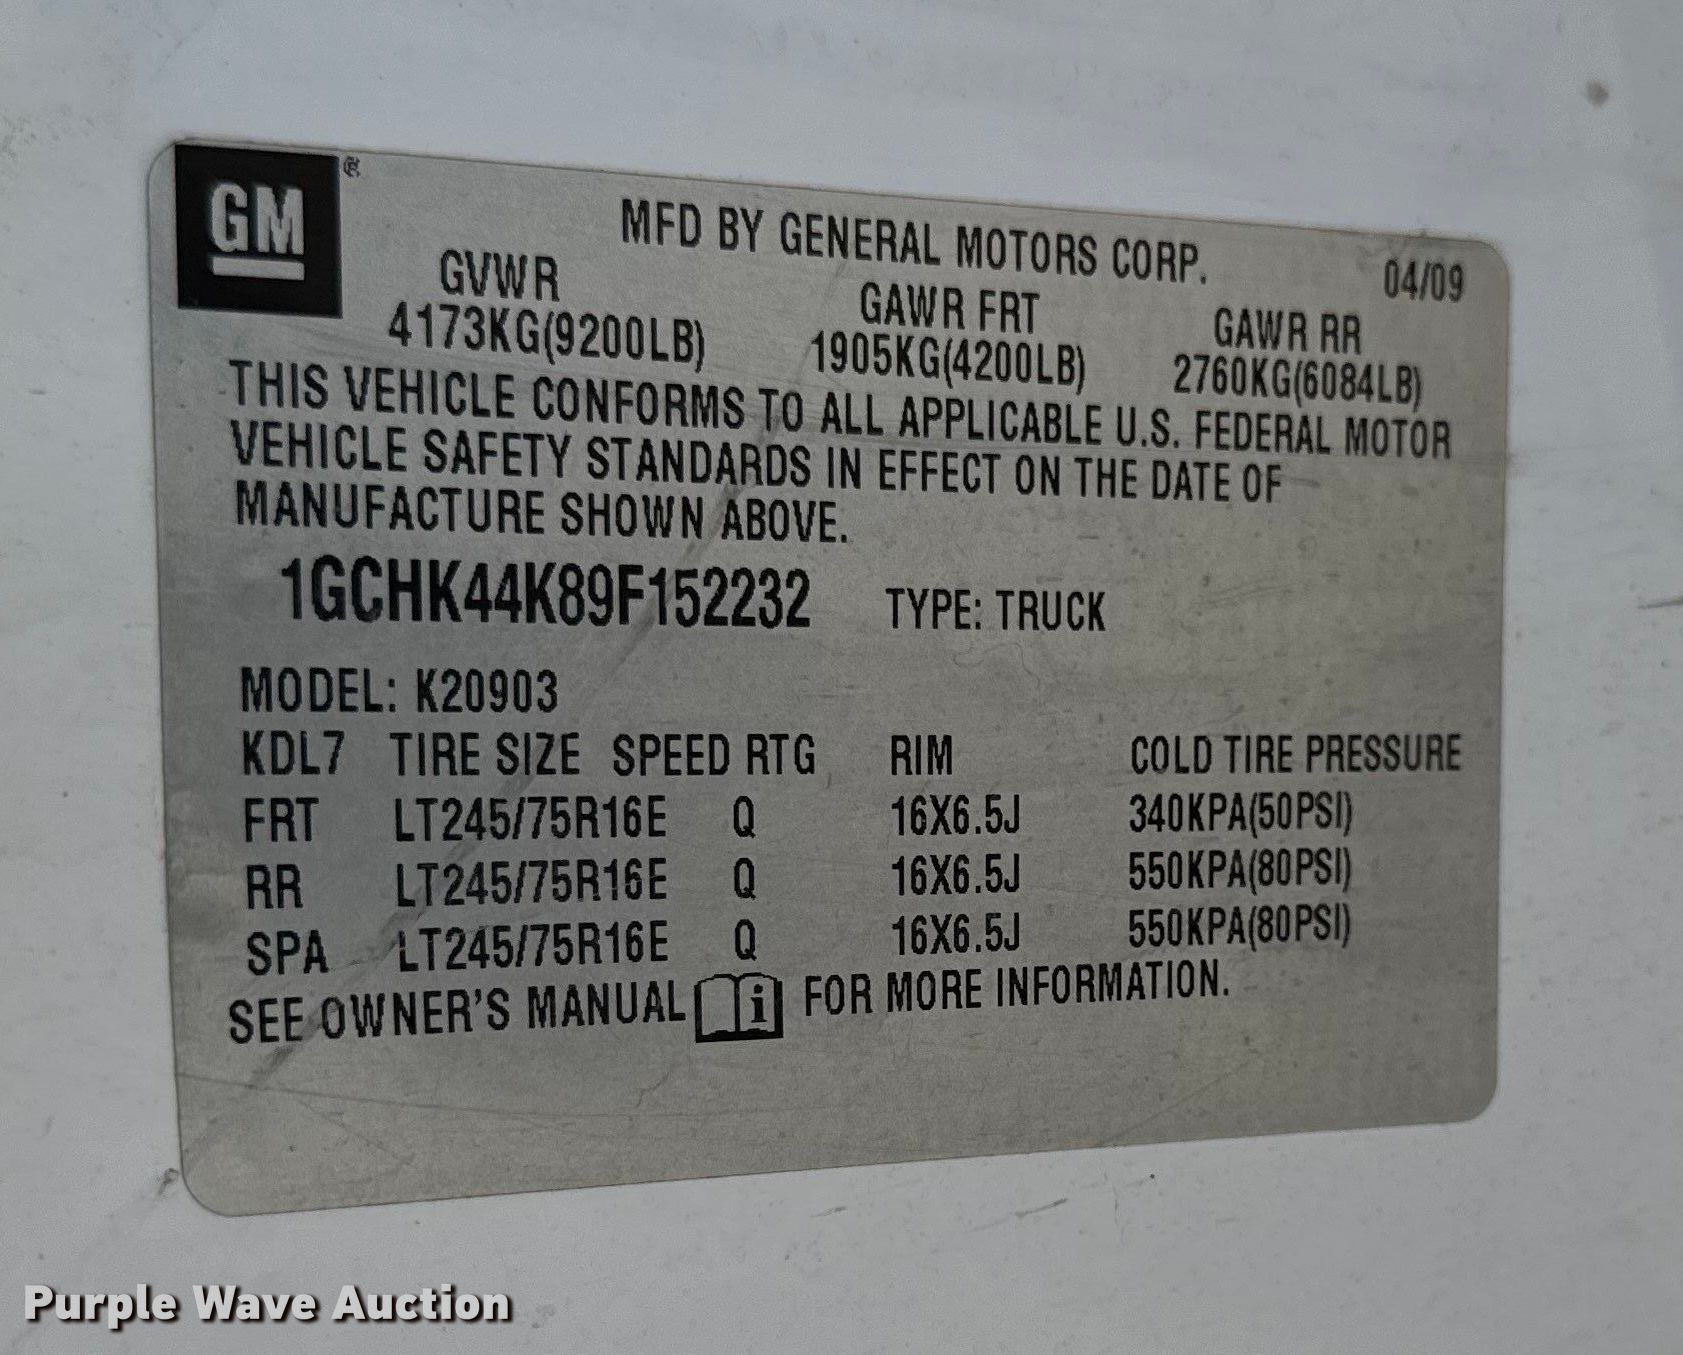 GM®
MFD BY GENERAL MOTORS CORP. 04/09
GVWR GAWR FRT GAWR RR
4173KG(9200LB) 1905KG(4200LB) 2760KG(6084LB)
THIS VEHICLE CONFORMS TO ALL APPLICABLE U.S. FEDERAL MOTOR
VEHICLE SAFETY STANDARDS IN EFFECT ON THE DATE OF
MANUFACTURE SHOWN ABOVE.
1GCHK44K89F152232 TYPE: TRUCK
MODEL: K20903
KDL7 TIRE SIZE SPEED RTG RIM COLD TIRE PRESSURE
FRT LT245/75R16E Q 16X6.5J 340KPA(50PSI)
RR LT245/75R16E Q 16X6.5J 550KPA(80PSI)
SPA LT245/75R16E Q 16X6.5J 550KPA(80PSI)
SEE OWNER'S MANUAL i FOR MORE INFORMATION.
Purple Wave Auction